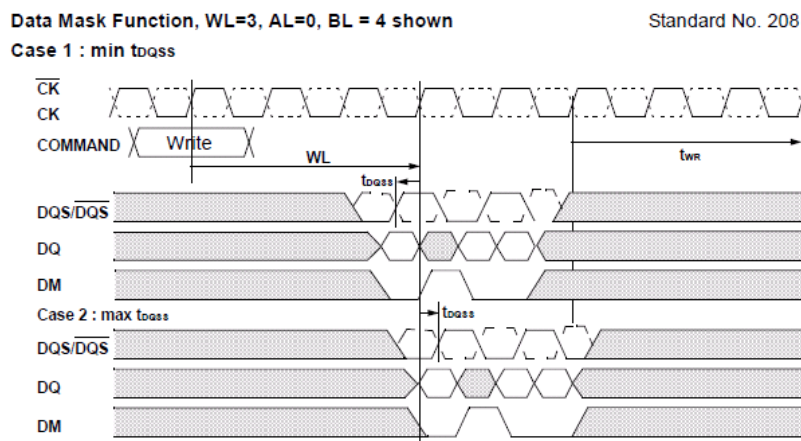 Data Mask Function, WL=3, AL=0, BL = 4 shown Standard No. 208
Case 1 : min tDQSS
CK
CK
COMMAND Write WL tWR
tDQSS
DQS/DQS
DQ
DM
Case 2 : max tDQSS tDQSS
DQS/DQS
DQ
DM